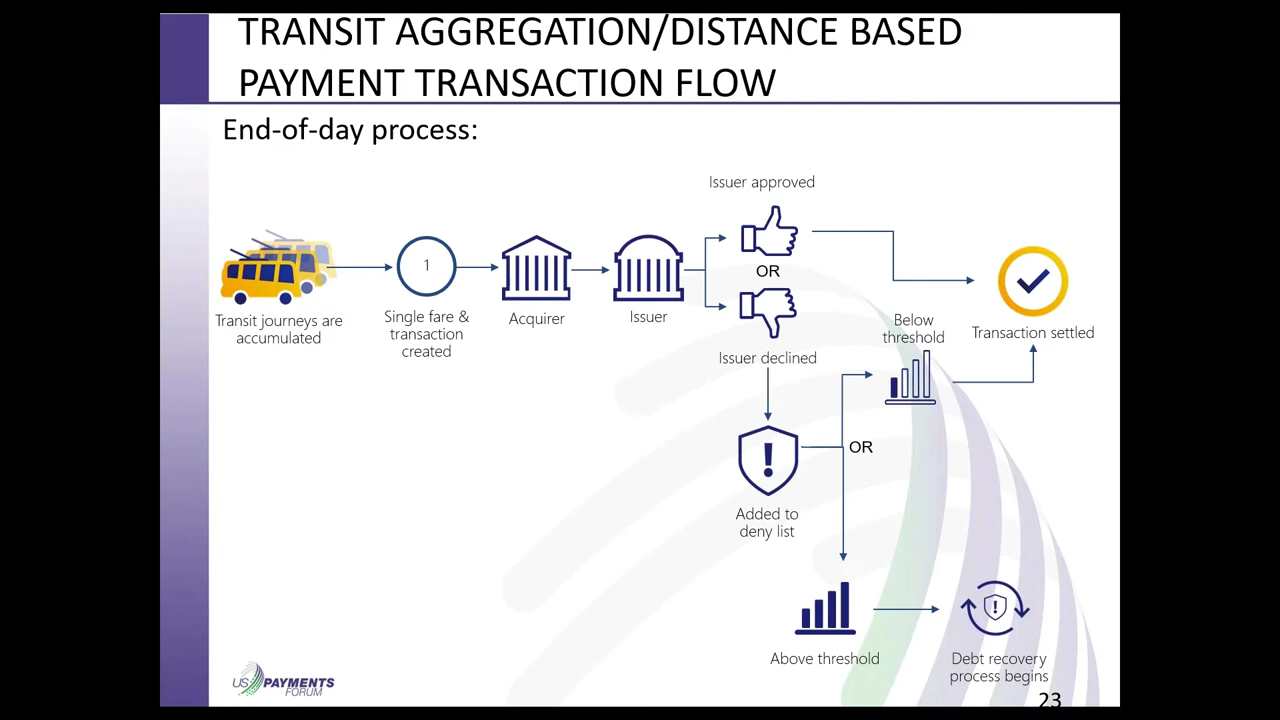 TRANSIT AGGREGATION/DISTANCE BASED
PAYMENT TRANSACTION FLOW
End-of-day process:
Transit journeys are
accumulated
1
Single fare &
transaction
created
Acquirer
Issuer
Issuer approved
OR
Issuer declined
Transaction settled
Below
threshold
OR
Added to
deny list
Above threshold
Debt recovery
process begins
US PAYMENTS
FORUM
23